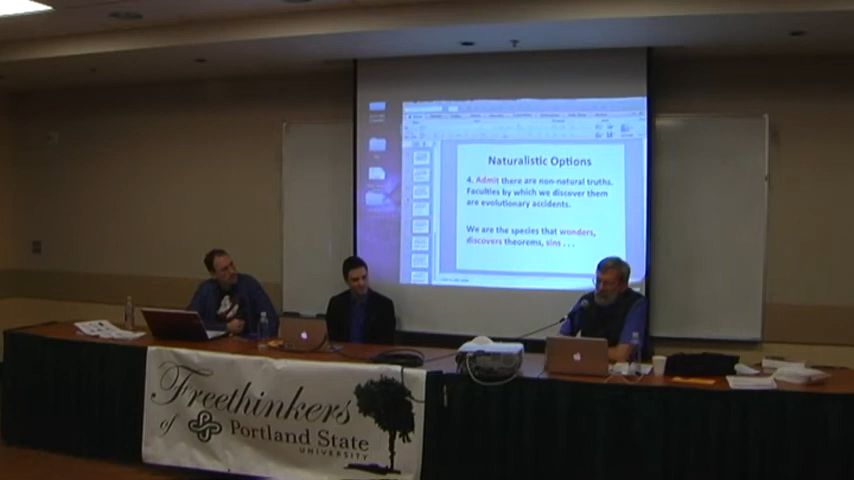 Naturalistic Options
4. Admit there are non-natural truths.
Faculties by which we discover them
are evolutionary accidents.
We are the species that wonders,
discovers theorems, sins . . .
Freethinkers
of Portland State
UNIVERSITY